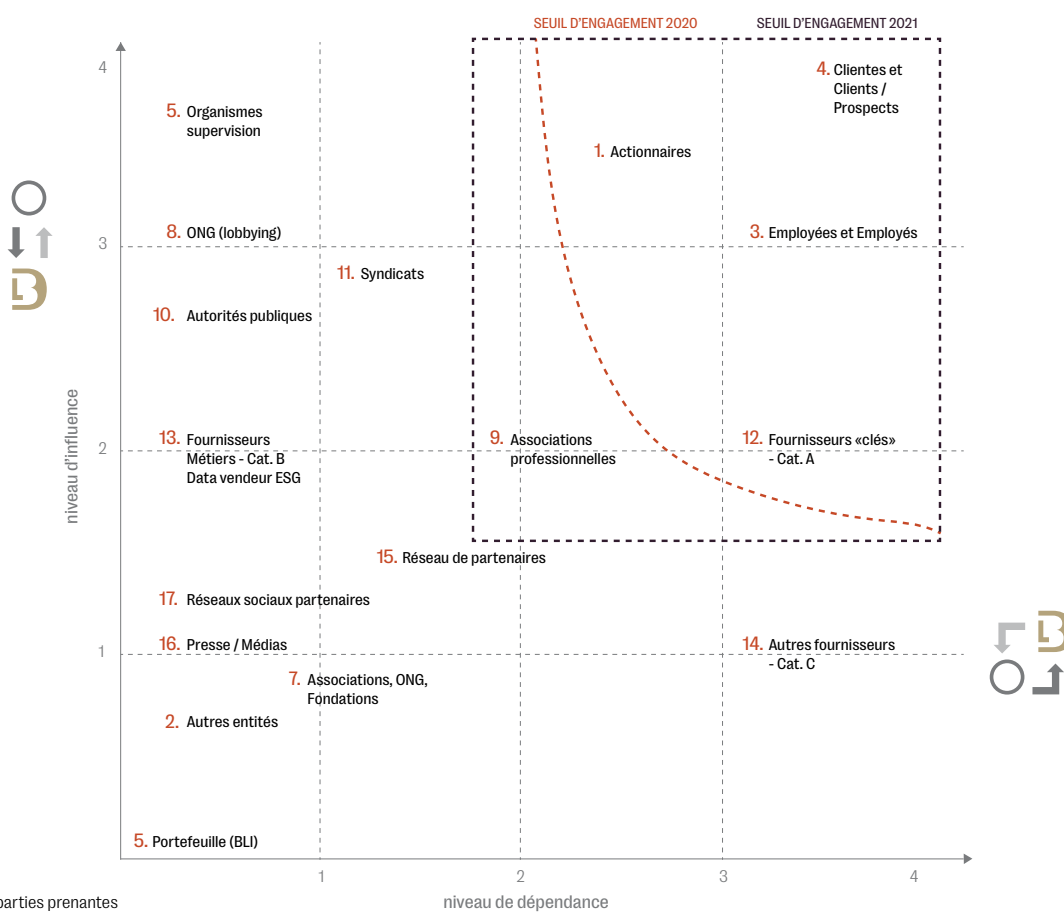 SEUIL D'ENGAGEMENT 2020
SEUIL D'ENGAGEMENT 2021
4
4. Clientes et
Clients /
Prospects
5. Organismes
supervision
1. Actionnaires
8. ONG (lobbying)
3. Employées et Employés
3
11. Syndicats
10. Autorités publiques
niveau d'influence
13. Fournisseurs
Métiers - Cat. B
Data vendeur ESG
9. Associations
professionnelles
12. Fournisseurs «clés»
- Cat. A
2
15. Réseau de partenaires
17. Réseaux sociaux partenaires
16. Presse / Médias
14. Autres fournisseurs
- Cat. C
1
7. Associations, ONG,
Fondations
2. Autres entités
5. Portefeuille (BLI)
1
2
3
4
parties prenantes
niveau de dépendance